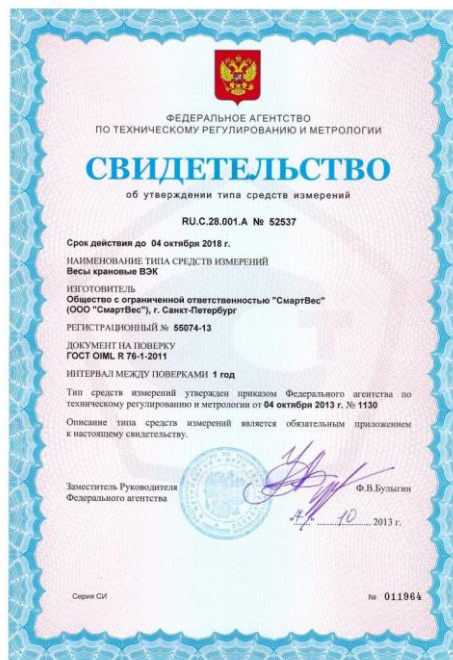 ФЕДЕРАЛЬНОЕ АГЕНТСТВО
ПО ТЕХНИЧЕСКОМУ РЕГУЛИРОВАНИЮ И МЕТРОЛОГИИ
СВИДЕТЕЛЬСТВО
об утверждении типа средств измерений
RU.C.28.001.A № 52537
Срок действия до 04 октября 2018 г.
НАИМЕНОВАНИЕ ТИПА СРЕДСТВ ИЗМЕРЕНИЙ
Весы крановые ВЭК
ИЗГОТОВИТЕЛЬ
Общество с ограниченной ответственностью "СмартВес"
(ООО "СмартВес"), г. Санкт-Петербург
РЕГИСТРАЦИОННЫЙ № 55074-13
ДОКУМЕНТ НА ПОВЕРКУ
ГОСТ OIML R 76-1-2011
ИНТЕРВАЛ МЕЖДУ ПОВЕРКАМИ 1 год
Тип средств измерений утвержден приказом Федерального агентства по
техническому регулированию и метрологии от 04 октября 2013 г. № 1130
Описание типа средств измерений является обязательным приложением
к настоящему свидетельству.
Заместитель Руководителя
Федерального агентства
Ф.В.Булыгин
10 2013 г.
Серия СИ
№ 011964